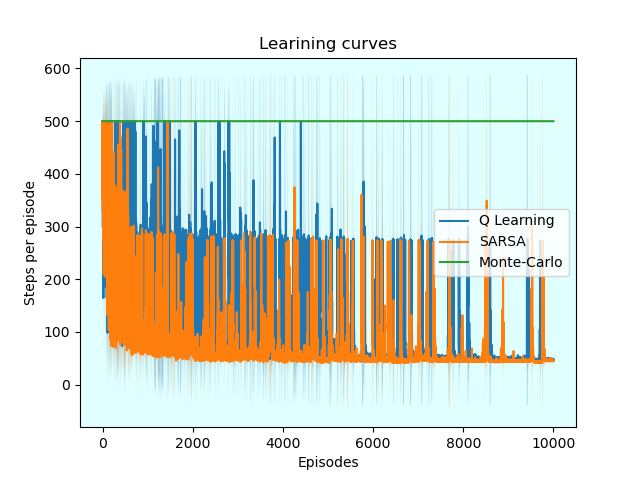 Learining curves
Steps per episode
600
500
400
300
200
100
0
Q Learning
SARSA
Monte-Carlo
0 2000 4000 6000 8000 10000
Episodes